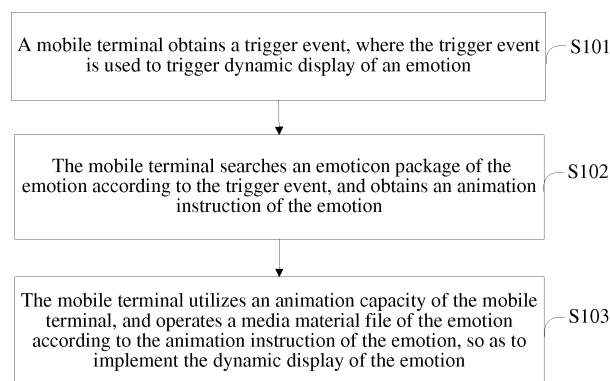 A mobile terminal obtains a trigger event, where the trigger event
is used to trigger dynamic display of an emotion
S101
The mobile terminal searches an emoticon package of the
emotion according to the trigger event, and obtains an animation
instruction of the emotion
S102
The mobile terminal utilizes an animation capacity of the mobile
terminal, and operates a media material file of the emotion
according to the animation instruction of the emotion, so as to
implement the dynamic display of the emotion
S103